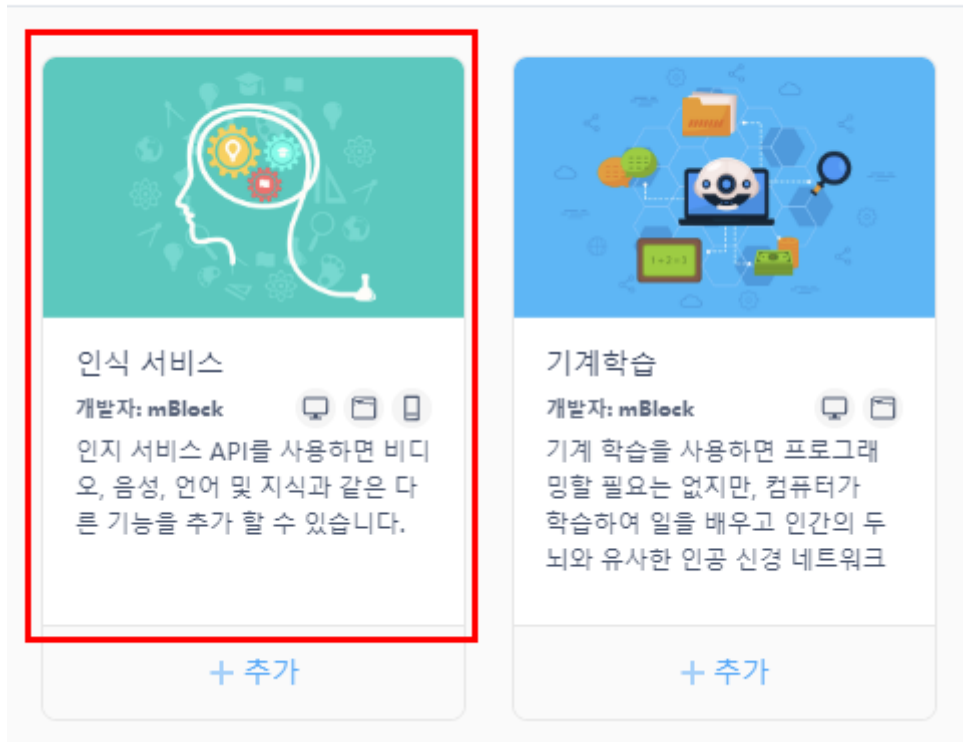 인식 서비스
개발자: mBlock
인지 서비스 API를 사용하면 비디
오, 음성, 언어 및 지식과 같은 다
른 기능을 추가 할 수 있습니다.
+ 추가
1+2=3
기계학습
개발자: mBlock
기계 학습을 사용하면 프로그래
밍할 필요는 없지만, 컴퓨터가
학습하여 일을 배우고 인간의 두
뇌와 유사한 인공 신경 네트워크
+ 추가